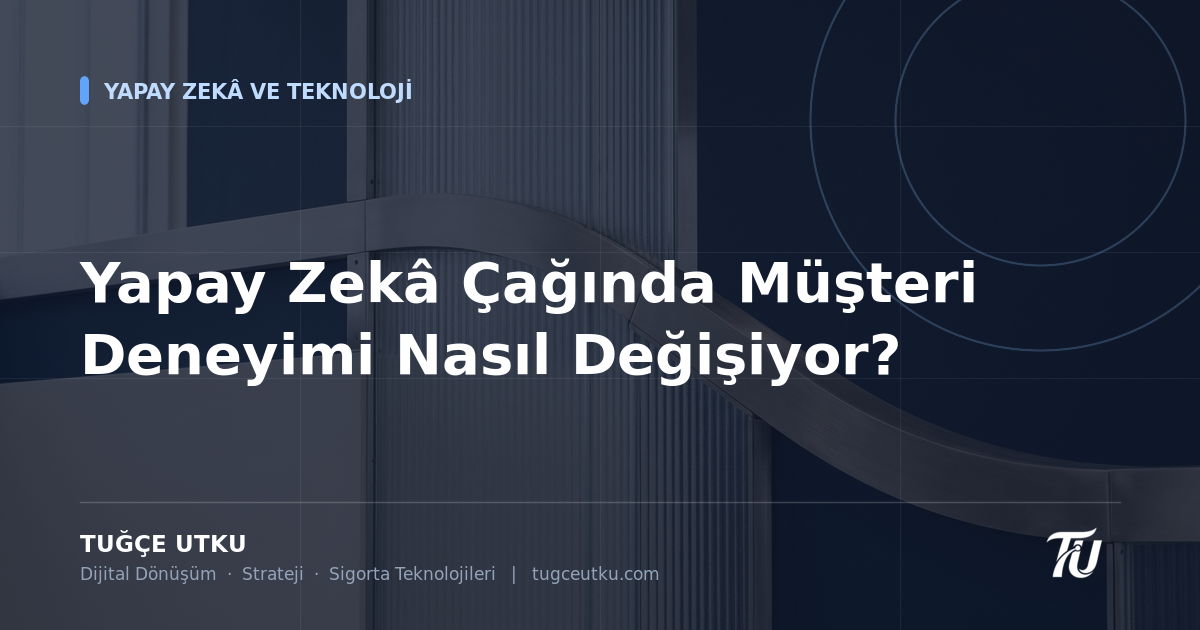 YAPAY ZEKÂ VE TEKNOLOJİ
Yapay Zekâ Çağında Müşteri
Deneyimi Nasıl Değişiyor?
TUĞÇE UTKU
Dijital Dönüşüm · Strateji · Sigorta Teknolojileri | tugceutku.com
TU